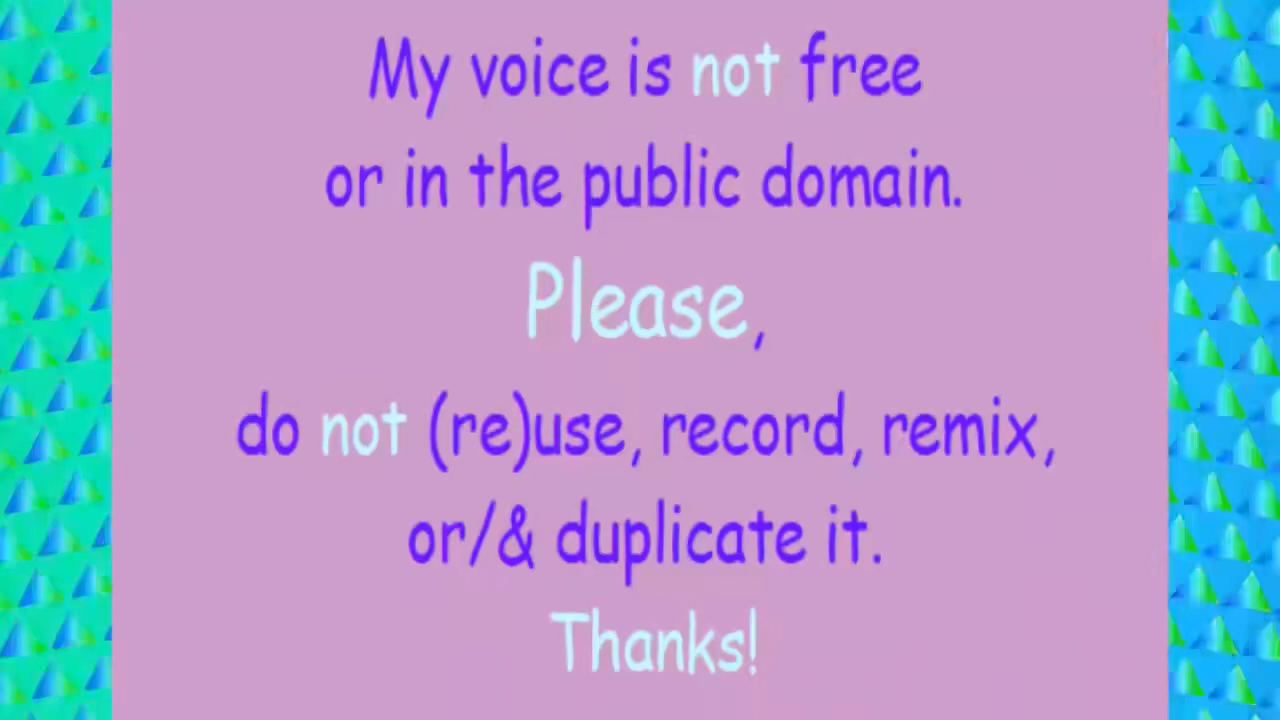 My voice is not free
or in the public domain.
Please,
do not (re)use, record, remix,
or/& duplicate it.
Thanks!